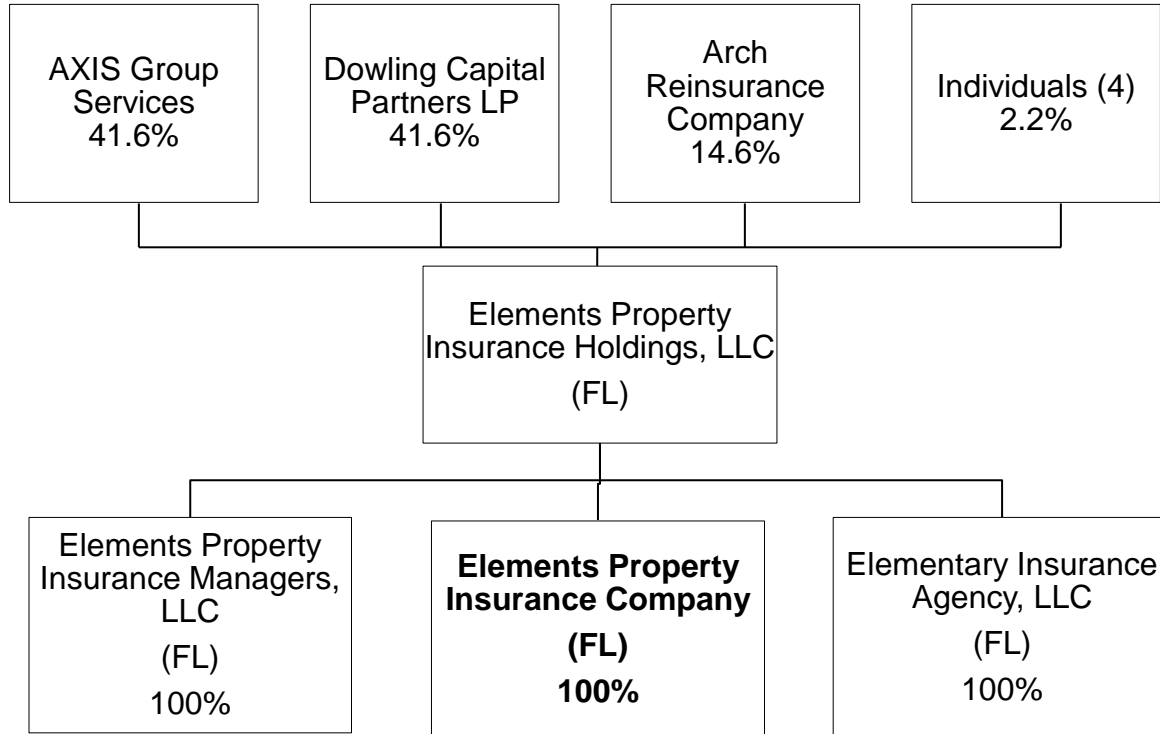 AXIS Group
Services
41.6%
Dowling Capital
Partners LP
41.6%
Arch
Reinsurance
Company
14.6%
Individuals (4)
2.2%
Elements Property
Insurance Holdings, LLC
(FL)
Elements Property
Insurance Managers,
LLC
(FL)
100%
Elements Property
Insurance Company
(FL)
100%
Elementary Insurance
Agency, LLC
(FL)
100%